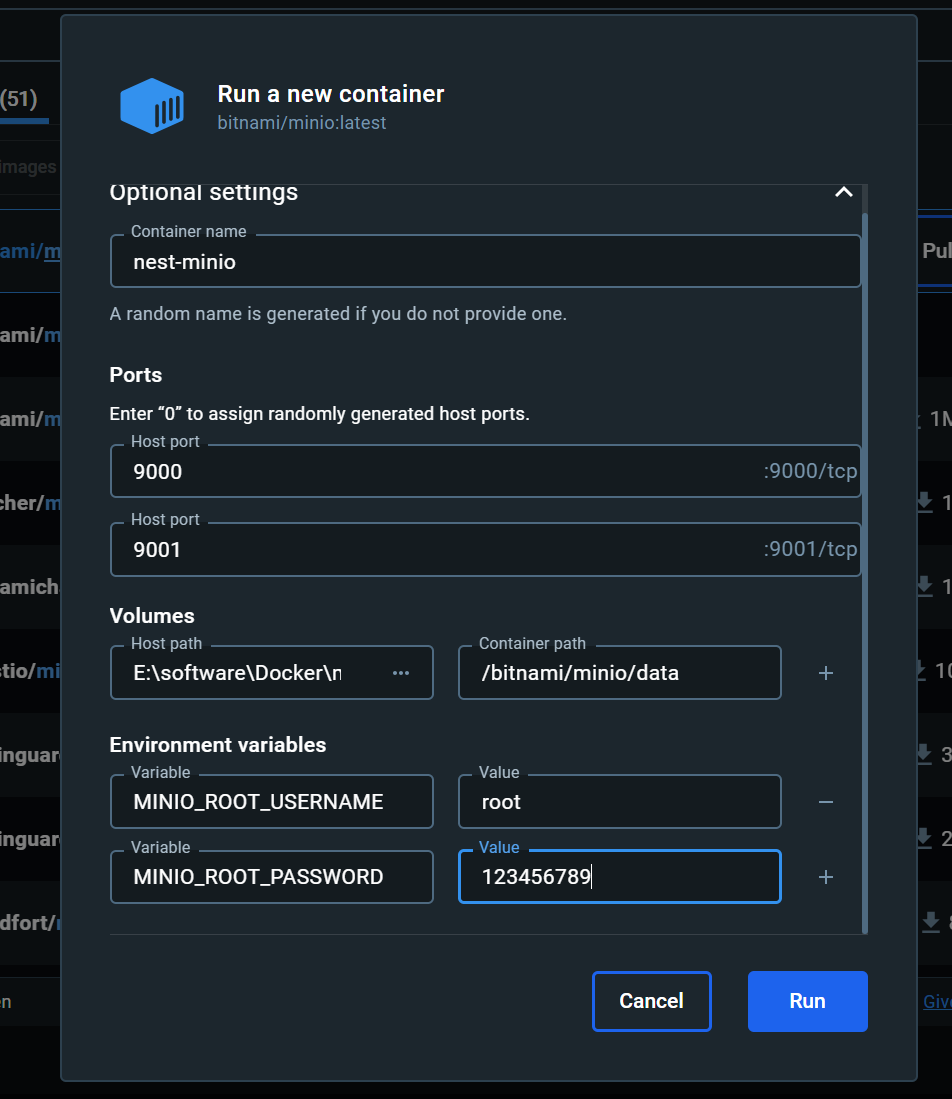 Run a new container
bitnami/minio:latest
(51)
images
Optional settings
Container name
nest-minio
A random name is generated if you do not provide one.
Ports
Enter “0” to assign randomly generated host ports.
Host port
9000 :9000/tcp
Host port
9001 :9001/tcp
Volumes
Host path Container path
E:\software\Docker\n ··· /bitnami/minio/data +
Environment variables
Variable Value
MINIO_ROOT_USERNAME root −
Variable Value
MINIO_ROOT_PASSWORD 123456789 +
Cancel Run
ami/m
Pul
ami/m
ami/m
1M
cher/m
1
amich
1
stio/mi
10
inguar
3
inguar
2
dfort/
en
Give